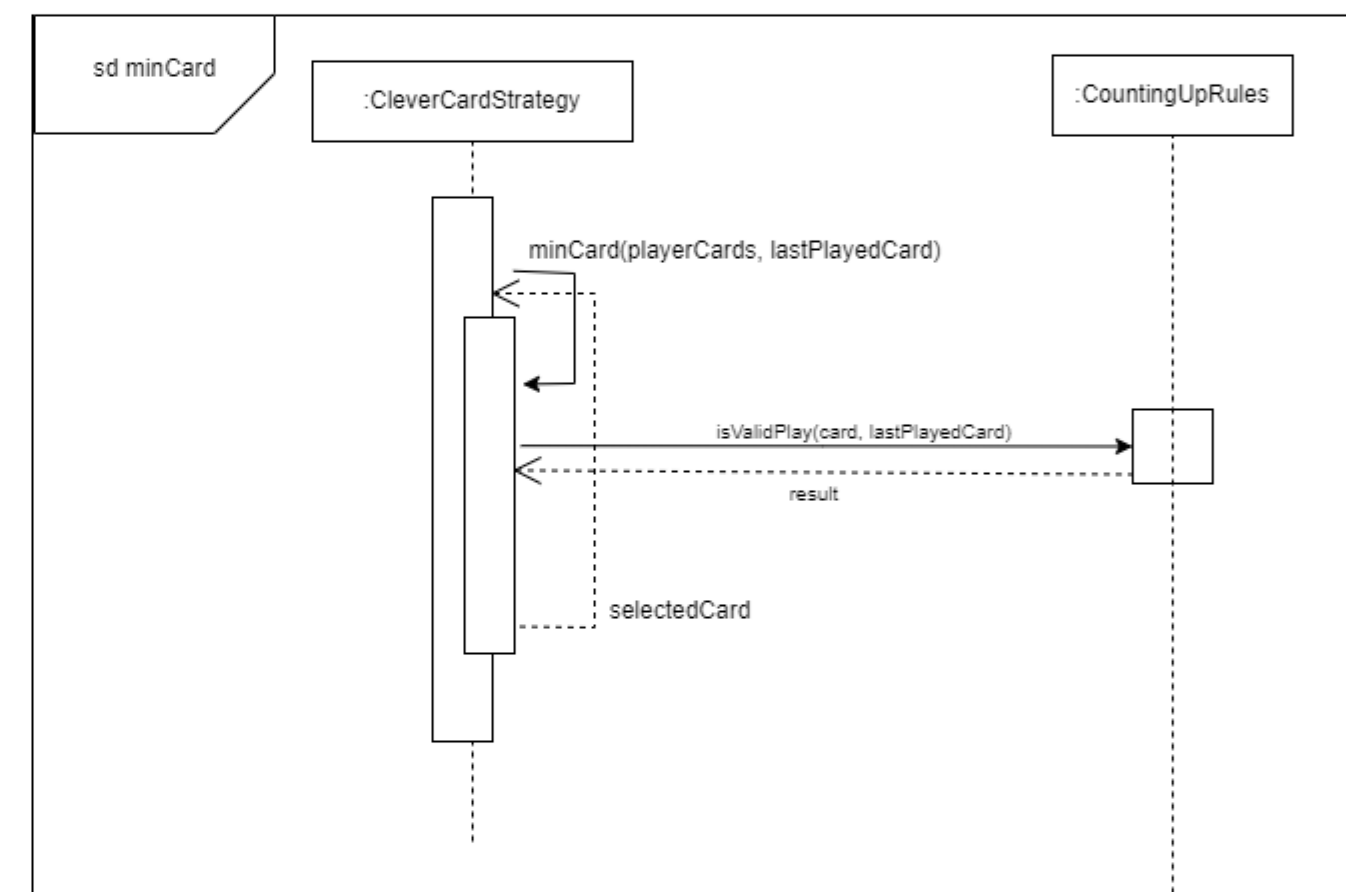 sd minCard
:CleverCardStrategy
:CountingUpRules
minCard(playerCards, lastPlayedCard)
isValidPlay(card, lastPlayedCard)
result
selectedCard